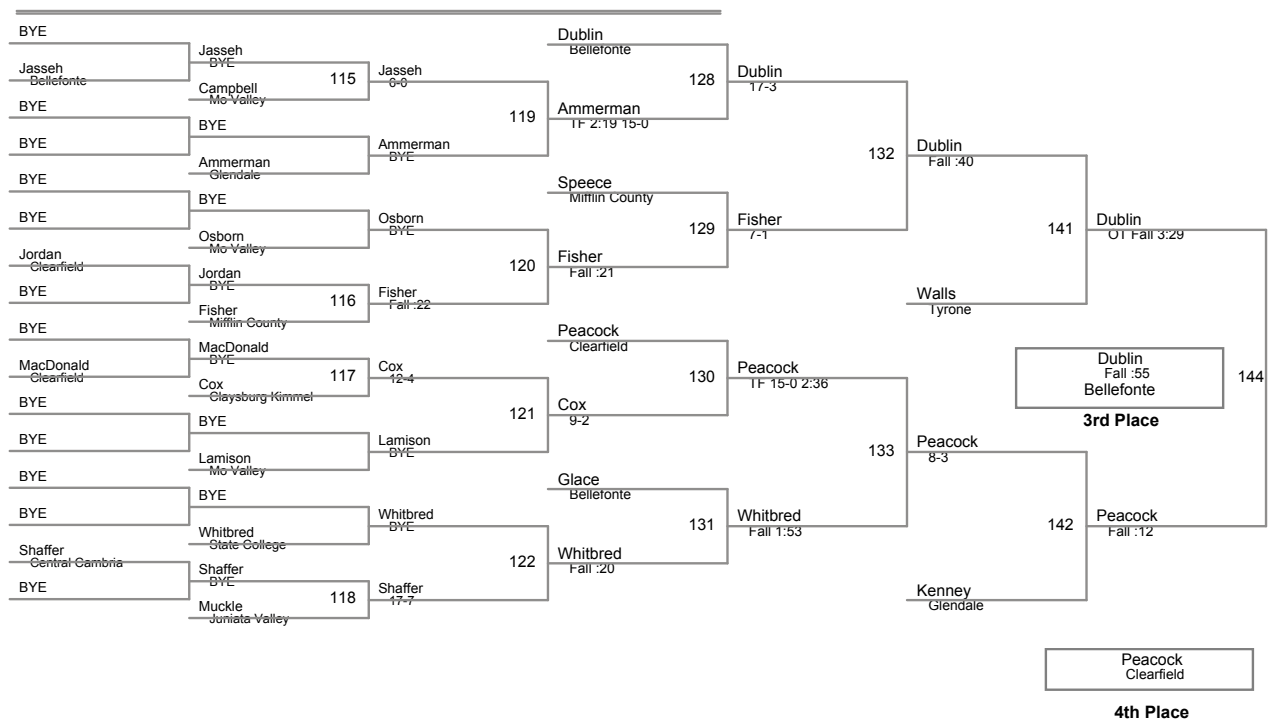 BYE
Jasseh
Bellefonte
BYE
BYE
BYE
BYE
Jordan
Clearfield
BYE
BYE
MacDonald
Clearfield
BYE
BYE
BYE
BYE
Shaffer
Central Cambria
BYE
Jasseh
BYE
Campbell
Mo Valley
BYE
Ammerman
Glendale
BYE
Osborn
Mo Valley
Jordan
BYE
Fisher
Mifflin County
MacDonald
BYE
Cox
Claysburg Kimmel
BYE
Lamison
Mo Valley
BYE
Whitbred
State College
Shaffer
BYE
Muckle
Juniata Valley
115
116
117
118
Jasseh
6-0
Ammerman
BYE
Osborn
BYE
Fisher
Fall :22
Cox
12-4
Lamison
BYE
Whitbred
BYE
Shaffer
17-7
119
120
121
122
Dublin
Bellefonte
Ammerman
TF 2:19 15-0
Speece
Mifflin County
Fisher
Fall :21
Peacock
Clearfield
Cox
9-2
Glace
Bellefonte
Whitbred
Fall :20
128
129
130
131
Dublin
17-3
Fisher
7-1
Peacock
TF 15-0 2:36
Whitbred
Fall 1:53
132
133
Dublin
Fall :40
Walls
Tyrone
Peacock
8-3
Kenney
Glendale
141
142
Dublin
OT Fall 3:29
Peacock
Fall :12
144
Dublin
Fall :55
Bellefonte
3rd Place
Peacock
Clearfield
4th Place